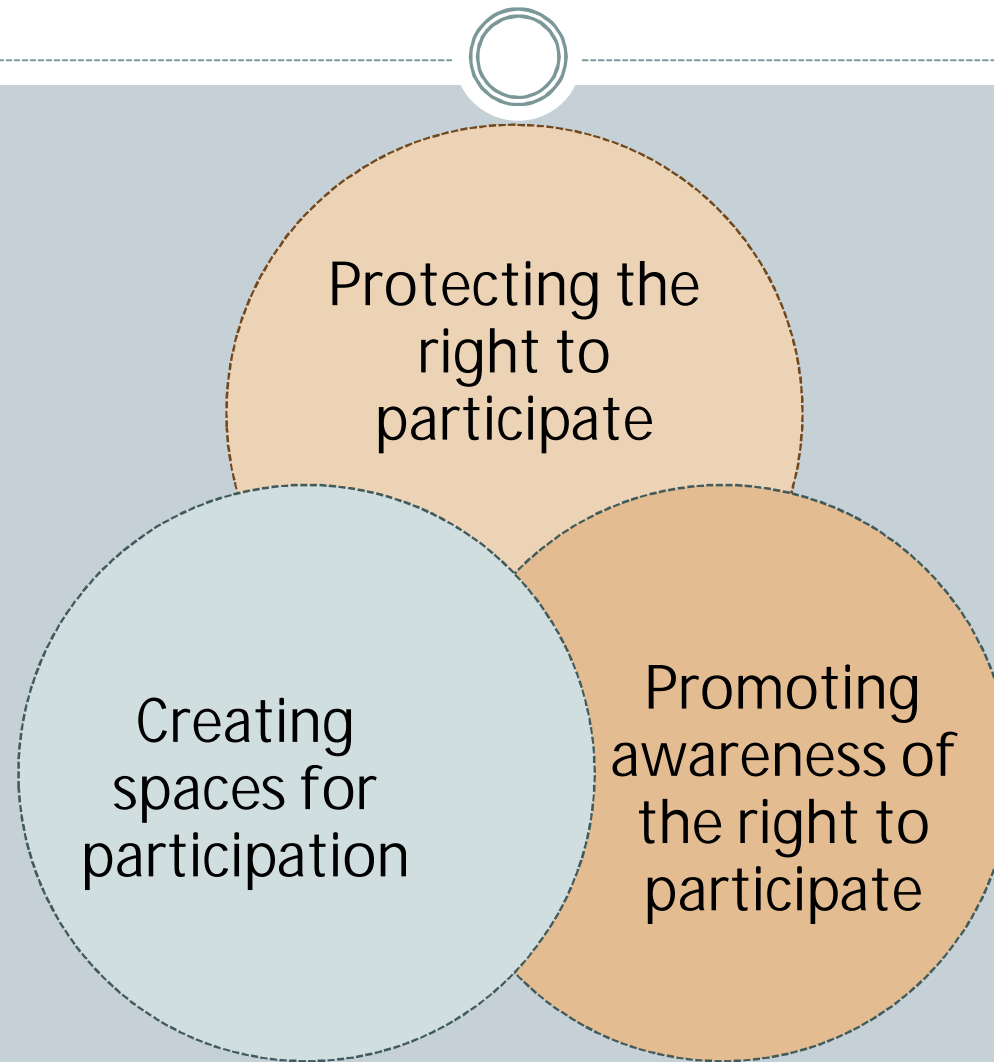 Protecting the
right to
participate
Creating
spaces for
participation
Promoting
awareness of
the right to
participate